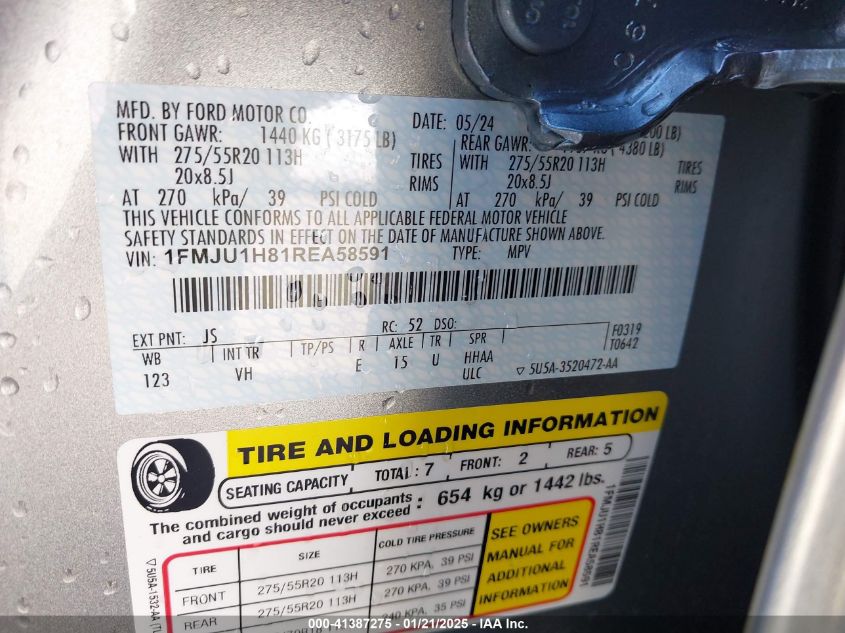 MFD. BY FORD MOTOR CO. DATE: 05/24
FRONT GAWR: 1440 KG ( 3175 LB) REAR GAWR: 4380 LB)
WITH 275/55R20 113H TIRES WITH 275/55R20 113H TIRES
20x8.5J RIMS 20x8.5J RIMS
AT 270 kPa/ 39 PSI COLD AT 270 kPa/ 39 PSI COLD
THIS VEHICLE CONFORMS TO ALL APPLICABLE FEDERAL MOTOR VEHICLE
SAFETY STANDARDS IN EFFECT ON THE DATE OF MANUFACTURE SHOWN ABOVE.
VIN: 1FMJU1H81REA58591 TYPE: MPV
EXT PNT: JS RC: 52 DSO: F0319
WB INT TR TP/PS R AXLE TR SPR T0642
123 VH E 15 U HHAA
ULC ▽ 5U5A-3520472-AA
TIRE AND LOADING INFORMATION
SEATING CAPACITY TOTAL: 7 FRONT: 2 REAR: 5
The combined weight of occupants
and cargo should never exceed : 654 kg or 1442 lbs.
TIRE SIZE COLD TIRE PRESSURE
FRONT 275/55R20 113H 270 KPA, 39 PSI
REAR 275/55R20 113H 270 KPA, 39 PSI
240 KPA, 35 PSI
SEE OWNERS
MANUAL FOR
ADDITIONAL
INFORMATION
1FMJU1H81REA58591
▽ 5U5A-1532-AA
000-41387275 - 01/21/2025 - IAA Inc.